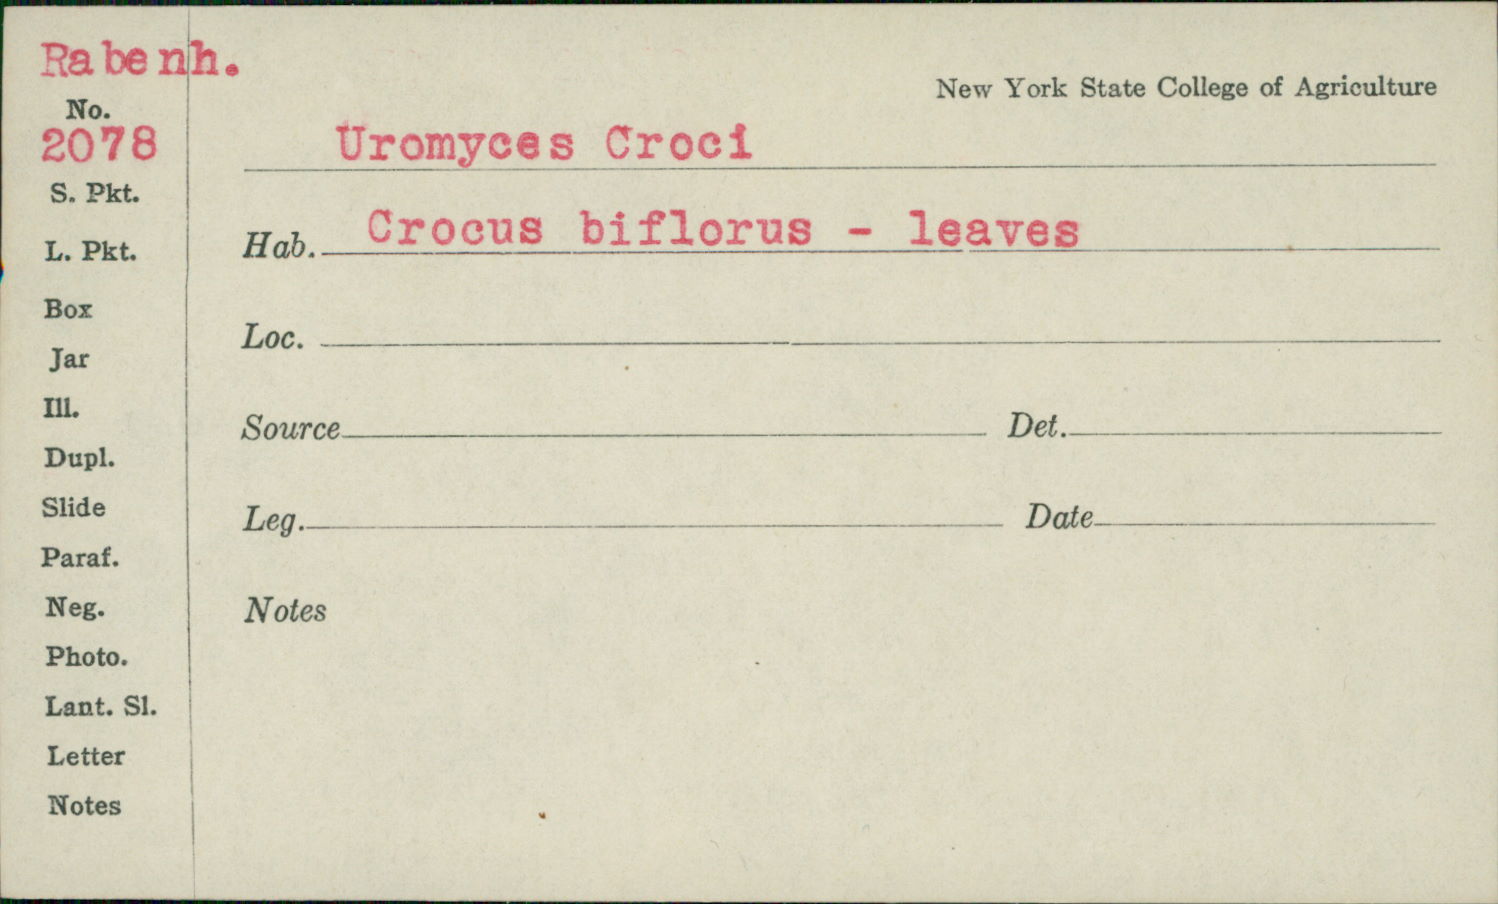 Rabenh.
New York State College of Agriculture
No.
2078
Uromyces Croci
S. Pkt.
Hab. Crocus biflorus - leaves
L. Pkt.
Box
Loc.
Jar
Ill.
Source Det.
Dupl.
Slide
Leg. Date
Paraf.
Neg.
Notes
Photo.
Lant. Sl.
Letter
Notes